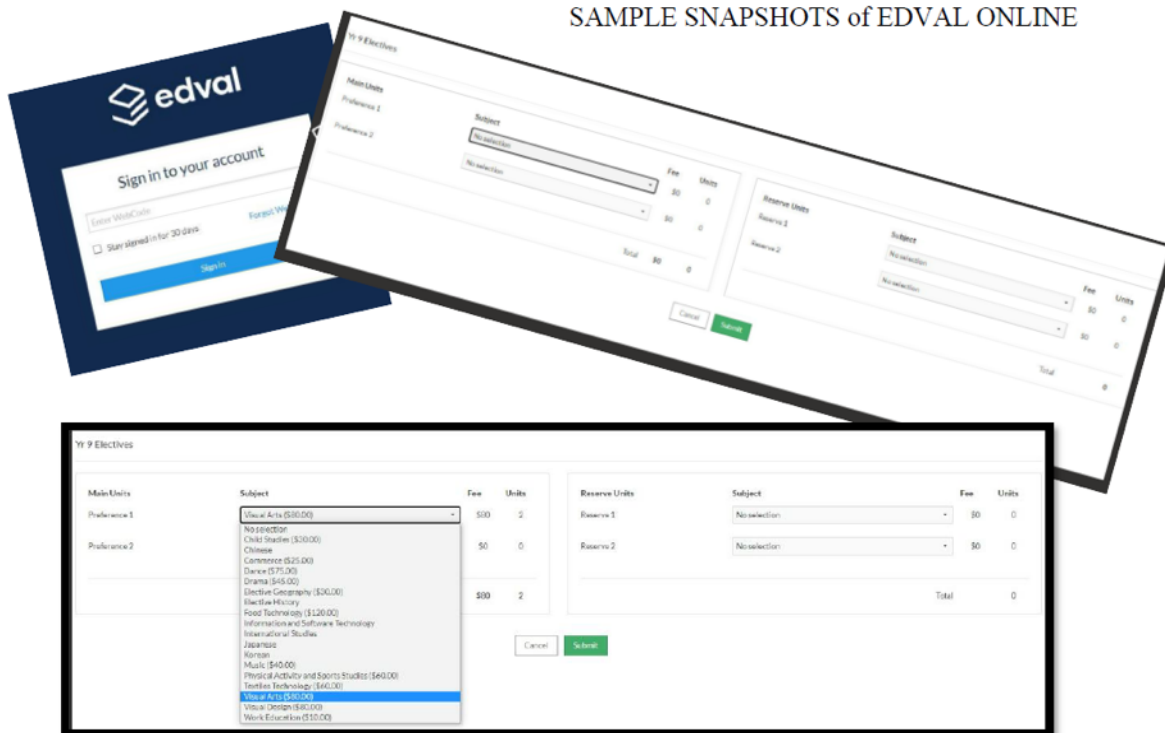 SAMPLE SNAPSHOTS of EDVAL ONLINE
edval
Sign in to your account
Enter WebCode
Forgot We
Stay signed in for 30 days
Sign in
Yr 9 Electives
Main Units Subject Fee Units
Preference 1 No selection $0 0
Preference 2 No selection $0 0
Total $0 0
Reserve Units Subject Fee Units
Reserve 1 No selection $0 0
Reserve 2 No selection $0 0
Total 0
Cancel Submit
Yr 9 Electives
Main Units Subject Fee Units Reserve Units Subject Fee Units
Preference 1 Visual Arts ($80.00) $80 2 Reserve 1 No selection $0 0
No selection
Child Studies ($30.00)
Chinese
Preference 2 $0 0 Reserve 2 No selection $0 0
Commerce ($25.00)
Dance ($75.00)
Drama ($45.00)
Elective Geography ($30.00)
$80 2 Total 0
Elective History
Food Technology ($120.00)
Information and Software Technology
International Studies
Japanese
Cancel Submit
Korean
Music ($40.00)
Physical Activity and Sports Studies ($60.00)
Textiles Technology ($60.00)
Visual Arts ($80.00)
Visual Design ($80.00)
Work Education ($10.00)